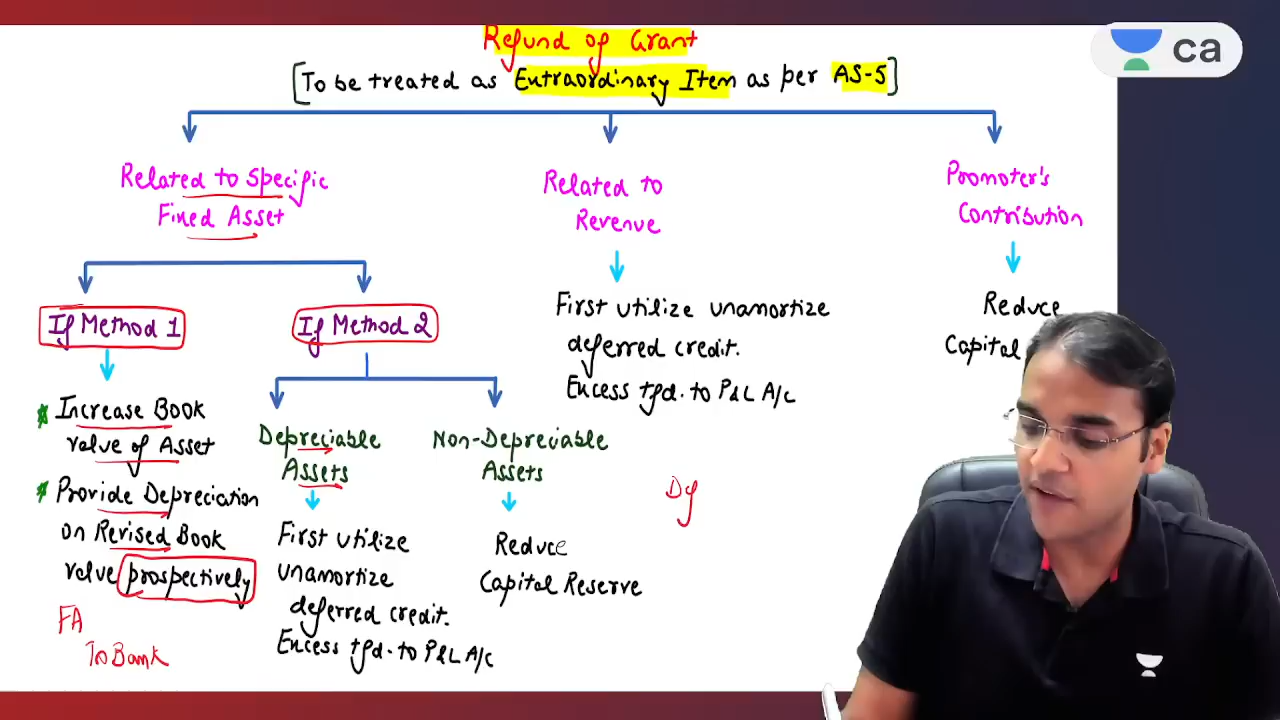 Refund of Grant
[To be treated as Extraordinary Item as per AS-5]
ca
Related to Specific
Fixed Asset
Related to
Revenue
Promoter's
Contribution
If Method 1
If Method 2
First utilize unamortize
deferred credit.
Excess tfd. to P&L A/c
Reduce
Capital
* Increase Book
value of Asset
* Provide Depreciation
on Revised Book
value prospectively
FA
To Bank
Depreciable
Assets
First utilize
unamortize
deferred credit.
Excess tfd. to P&L A/c
Non-Depreciable
Assets
Reduce
Capital Reserve